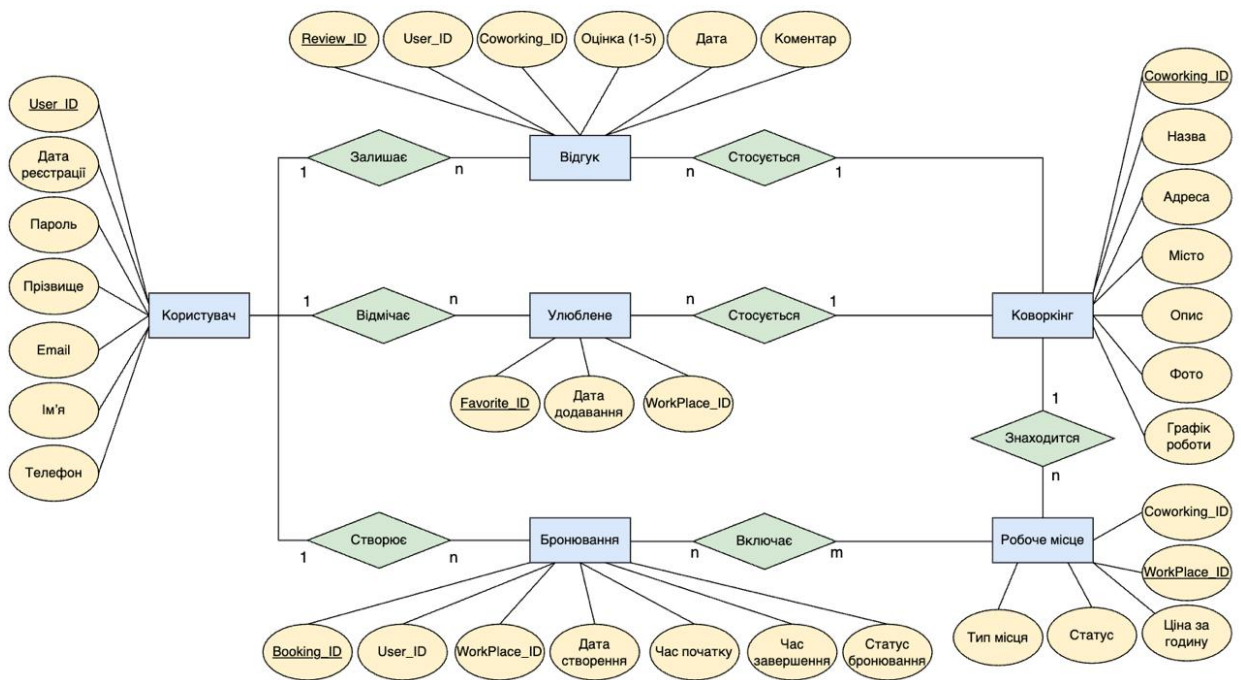 Review_ID
User_ID
Coworking_ID
Оцінка (1-5)
Дата
Коментар
User_ID
Дата
реєстрації
Пароль
Прізвище
Email
Ім'я
Телефон
Coworking_ID
Назва
Адреса
Місто
Опис
Фото
Графік
роботи
1
Залишає
n
Відгук
n
Стосується
1
Користувач
1
Відмічає
n
Улюблене
n
Стосується
1
Коворкінг
Favorite_ID
Дата
додавання
WorkPlace_ID
1
Знаходится
n
1
Створює
n
Бронювання
n
Включає
m
Робоче місце
Coworking_ID
WorkPlace_ID
Ціна за
годину
Статус
Тип місця
Booking_ID
User_ID
WorkPlace_ID
Дата
створення
Час початку
Час
завершення
Статус
бронювання